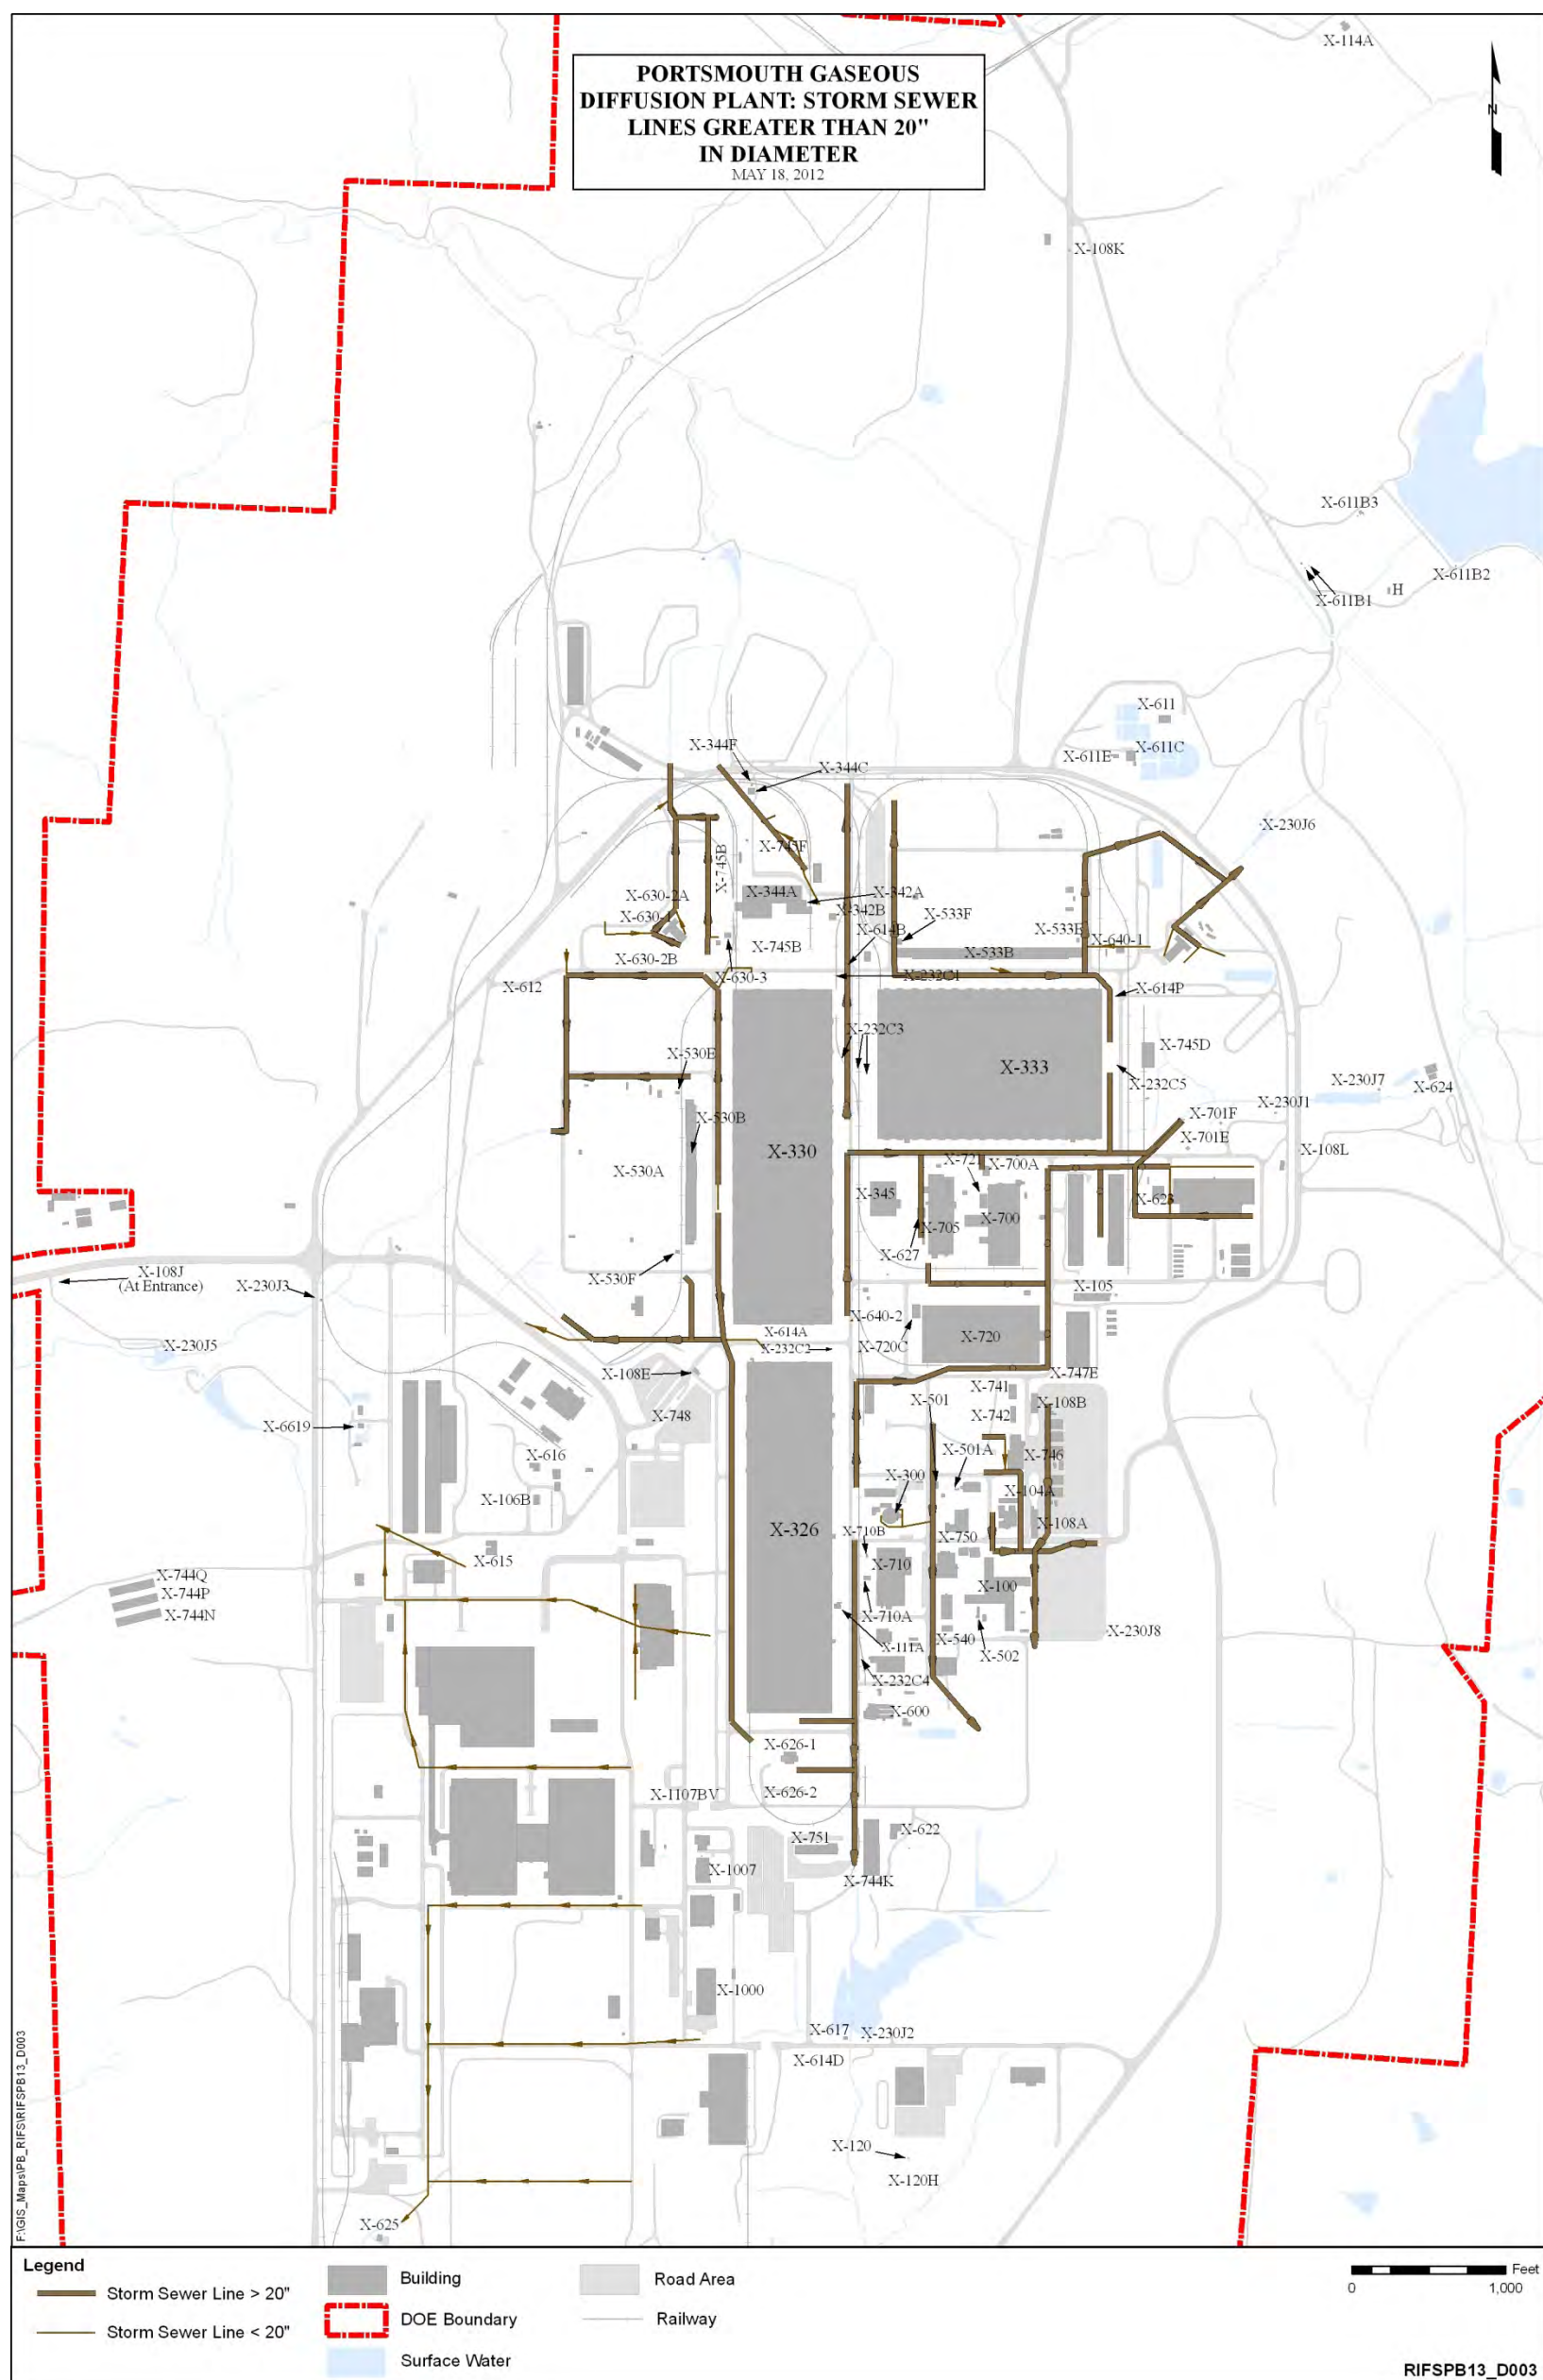 PORTSMOUTH GASEOUS
DIFFUSION PLANT: STORM SEWER
LINES GREATER THAN 20"
IN DIAMETER
MAY 18, 2012
X-114A
N
X-108K
X-611B3
X-611B2
H
X-611B1
X-611
X-344F
X-611E
X-611C
X-344C
X-230J6
X-745F
X-745B
X-344A
X-342A
X-630-2A
X-342B
X-533F
X-630-1
X-614B
X-533E
X-640-1
X-745B
X-533B
X-630-2B
X-630-3
X-232C1
X-612
X-614P
X-232C3
X-745D
X-530E
X-333
X-232C5
X-230J7
X-624
X-230J1
X-701F
X-530B
X-701E
X-330
X-108L
X-530A
X-721
X-700A
X-345
X-623
X-705
X-700
X-627
X-530F
X-108J
(At Entrance)
X-230J3
X-105
X-640-2
X-614A
X-720
X-230J5
X-232C2
X-720C
X-108E
X-747E
X-741
X-501
X-108B
X-748
X-742
X-6619
X-501A
X-746
X-616
X-300
X-104A
X-106B
X-326
X-710B
X-750
X-108A
X-615
X-710
X-744Q
X-744P
X-744N
X-100
X-710A
X-230J8
X-111A
X-540
X-502
X-232C4
X-600
X-626-1
X-626-2
X-1107BV
X-751
X-622
X-1007
X-744K
X-1000
X-617
X-230J2
X-614D
X-120
X-120H
X-625
F:\GIS_Maps\PB_RIFS\RIFSPB13_D003
Legend
Storm Sewer Line > 20"
Storm Sewer Line < 20"
Building
DOE Boundary
Surface Water
Road Area
Railway
Feet
0 1,000
RIFSPB13_D003